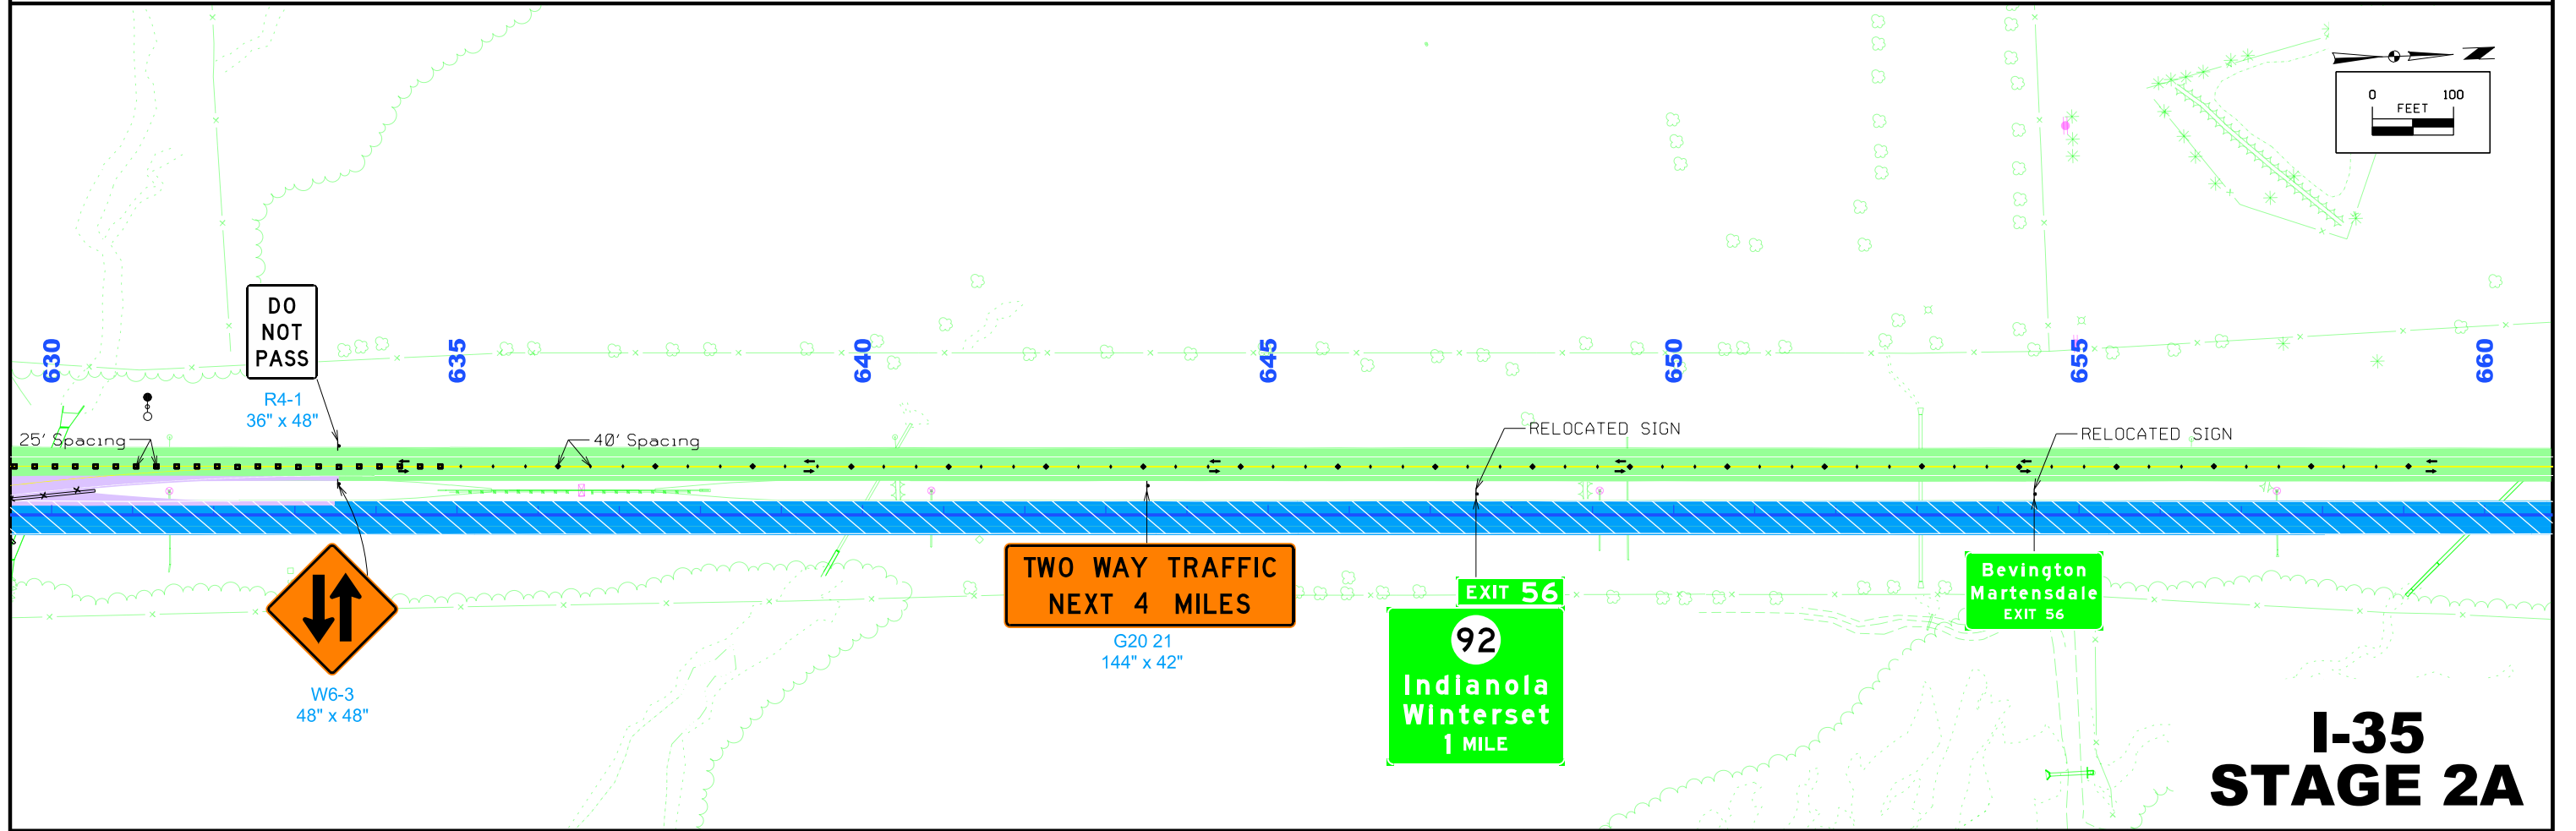 0 100
FEET
DO
NOT
PASS
R4-1
36" x 48"
630
635
640
645
650
655
660
25' Spacing
40' Spacing
RELOCATED SIGN
RELOCATED SIGN
W6-3
48" x 48"
TWO WAY TRAFFIC
NEXT 4 MILES
G20 21
144" x 42"
EXIT 56
92
Indianola
Winterset
1 MILE
Bevington
Martensdale
EXIT 56
I-35
STAGE 2A